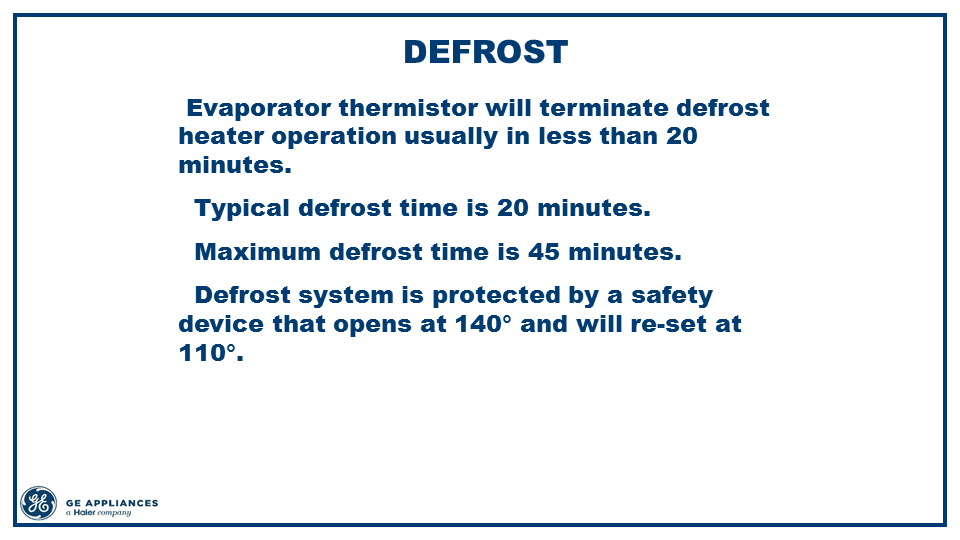 DEFROST
Evaporator thermistor will terminate defrost
heater operation usually in less than 20
minutes.
Typical defrost time is 20 minutes.
Maximum defrost time is 45 minutes.
Defrost system is protected by a safety
device that opens at 140° and will re-set at
110°.
GE APPLIANCES
a Haier company